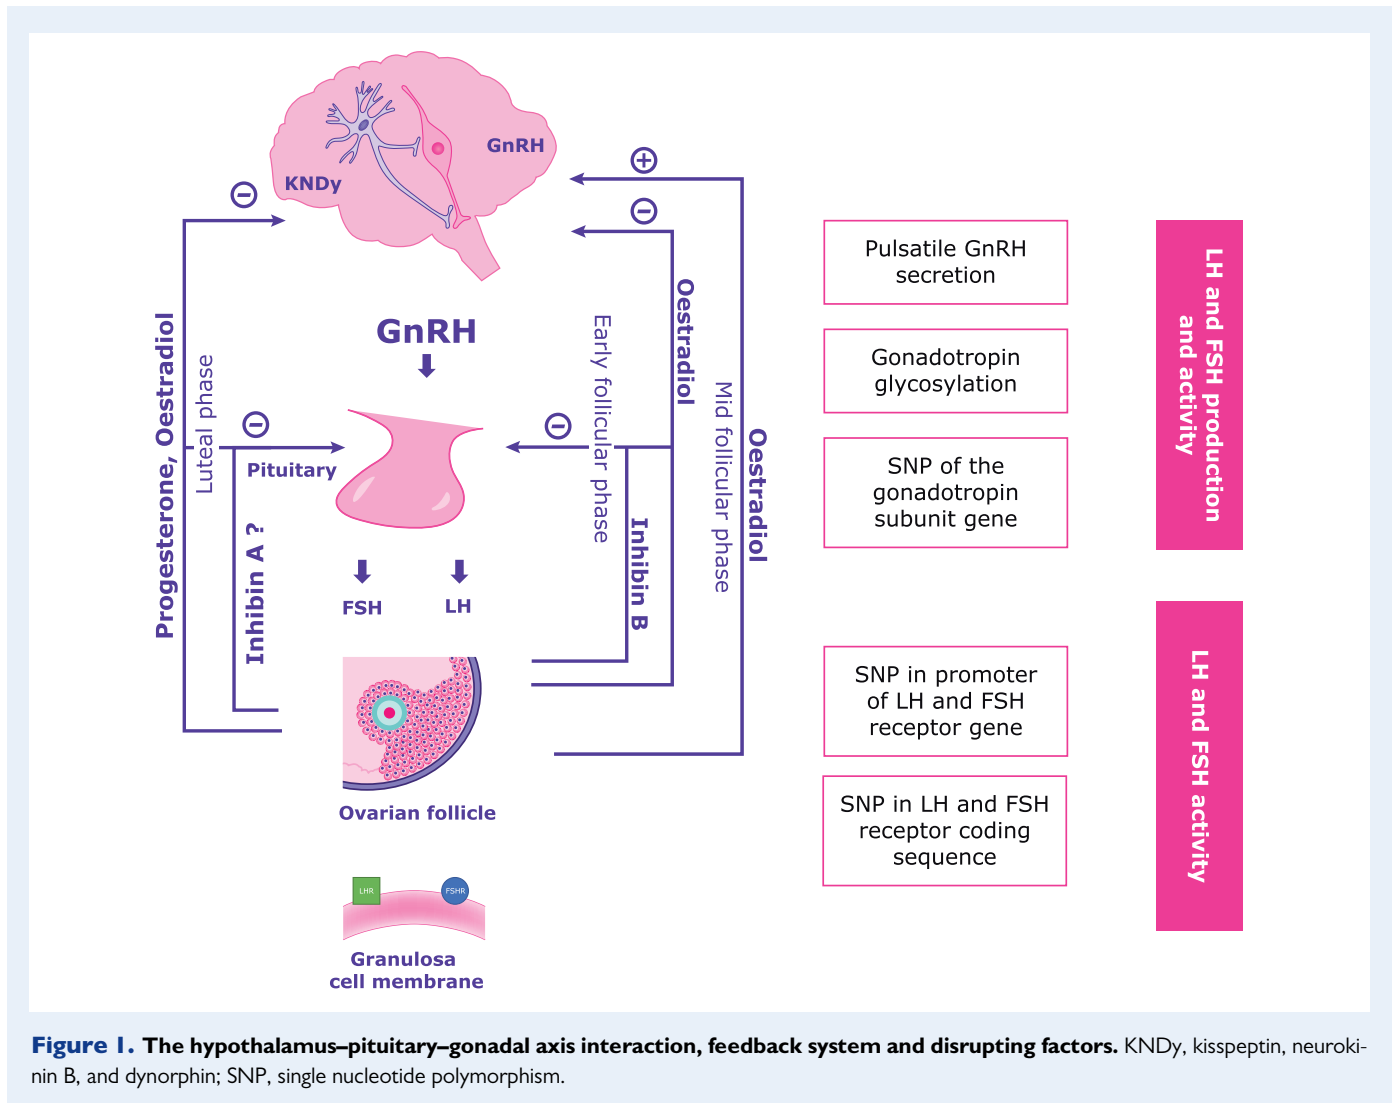 GnRH
KNDy
GnRH
Pituitary
FSH
LH
Ovarian follicle
LHR
FSHR
Granulosa
cell membrane
Progesterone, Oestradiol
Luteal phase
Inhibin A ?
Early follicular phase
Inhibin B
Oestradiol
Mid follicular phase
Oestradiol
Pulsatile GnRH
secretion
Gonadotropin
glycosylation
SNP of the
gonadotropin
subunit gene
LH and FSH production
and activity
SNP in promoter
of LH and FSH
receptor gene
SNP in LH and FSH
receptor coding
sequence
LH and FSH activity
Figure 1. The hypothalamus–pituitary–gonadal axis interaction, feedback system and disrupting factors. KNDy, kisspeptin, neuroki-
nin B, and dynorphin; SNP, single nucleotide polymorphism.